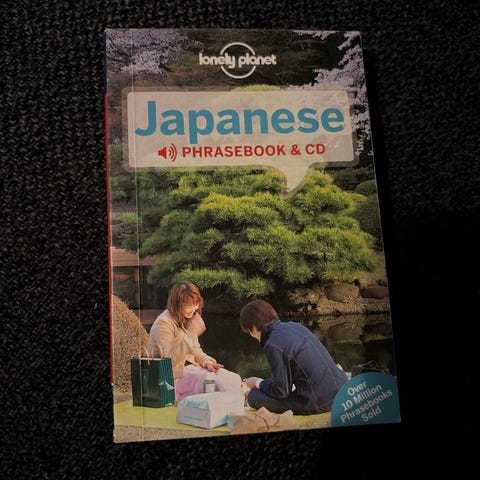 lonely planet
Japanese
PHRASEBOOK & CD
Over
10 Million
Phrasebooks
Sold